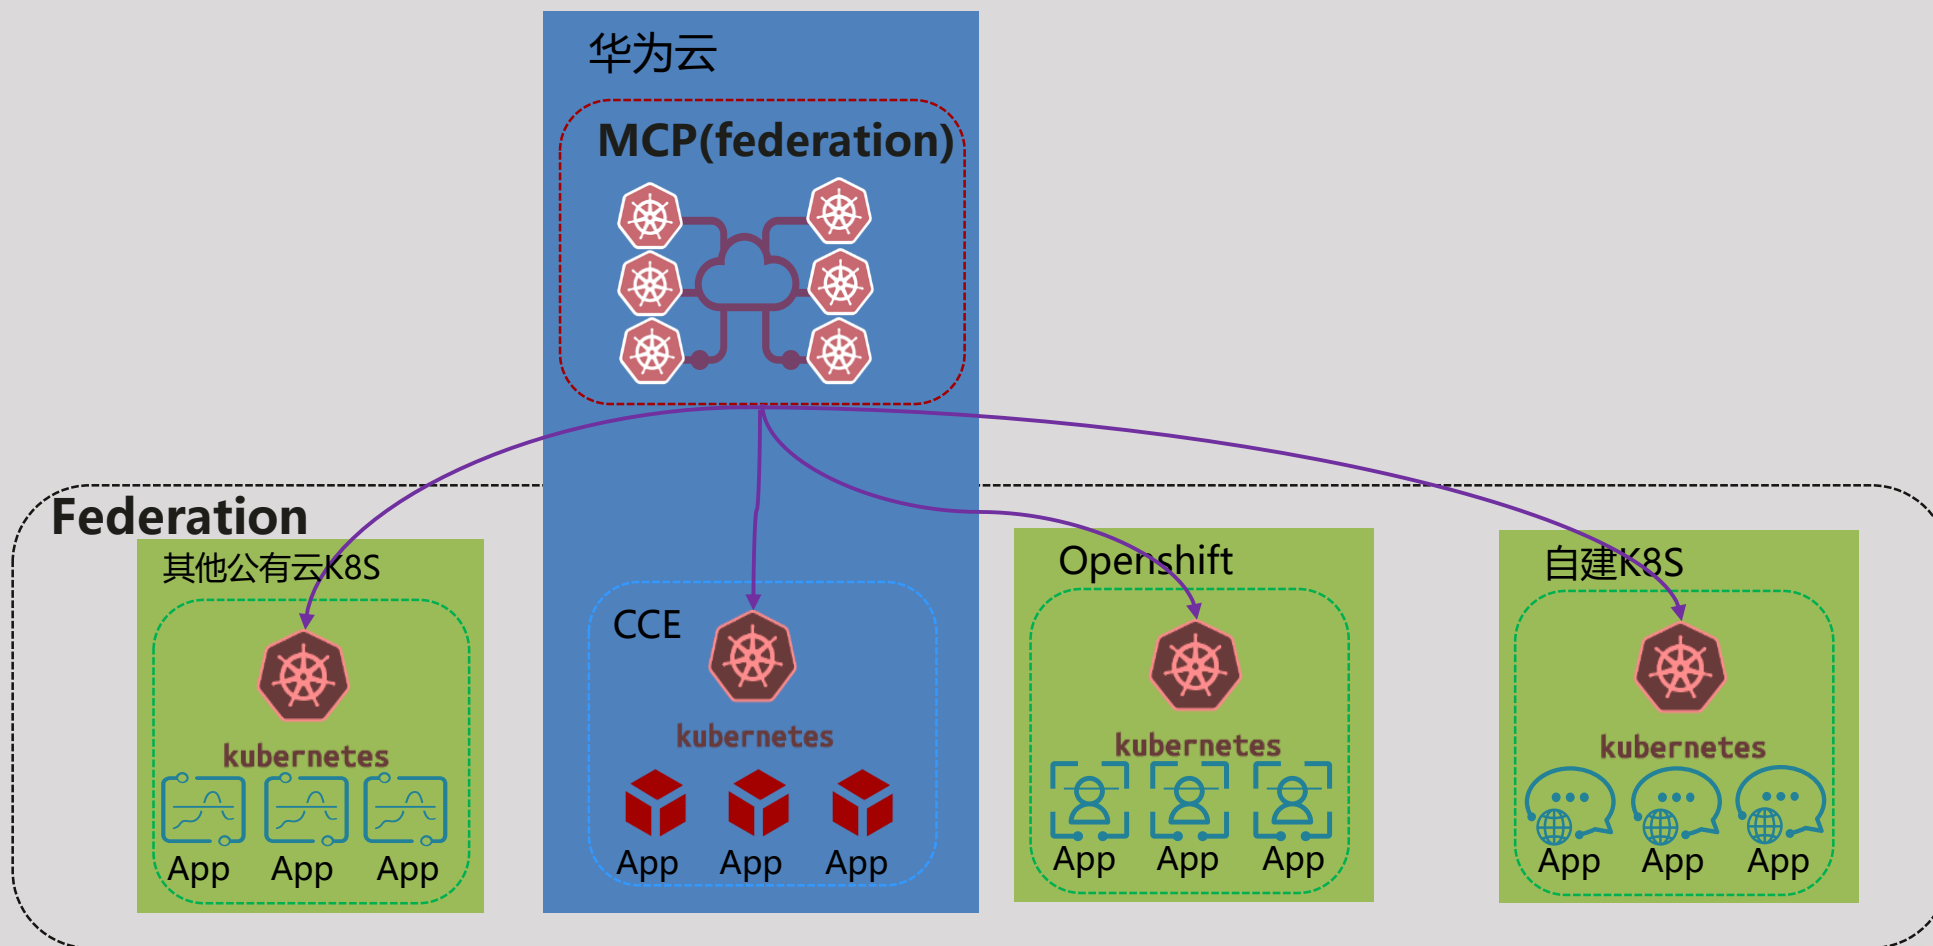 华为云
MCP(federation)
Federation
其他公有云K8S
kubernetes
App App App
CCE
kubernetes
App App App
Openshift
kubernetes
App App App
自建K8S
kubernetes
App App App